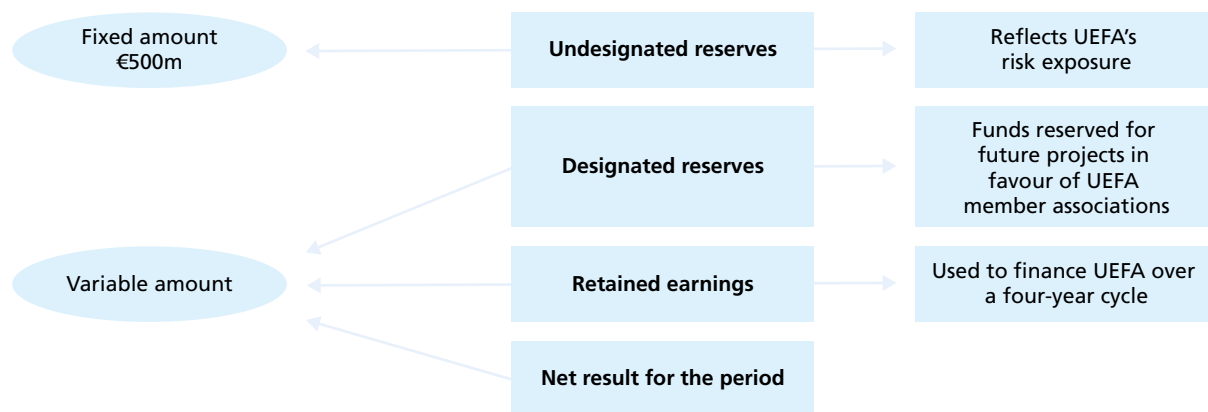 Fixed amount
€500m
Undesignated reserves
Reflects UEFA's
risk exposure
Designated reserves
Funds reserved for
future projects in
favour of UEFA
member associations
Variable amount
Retained earnings
Used to finance UEFA over
a four-year cycle
Net result for the period